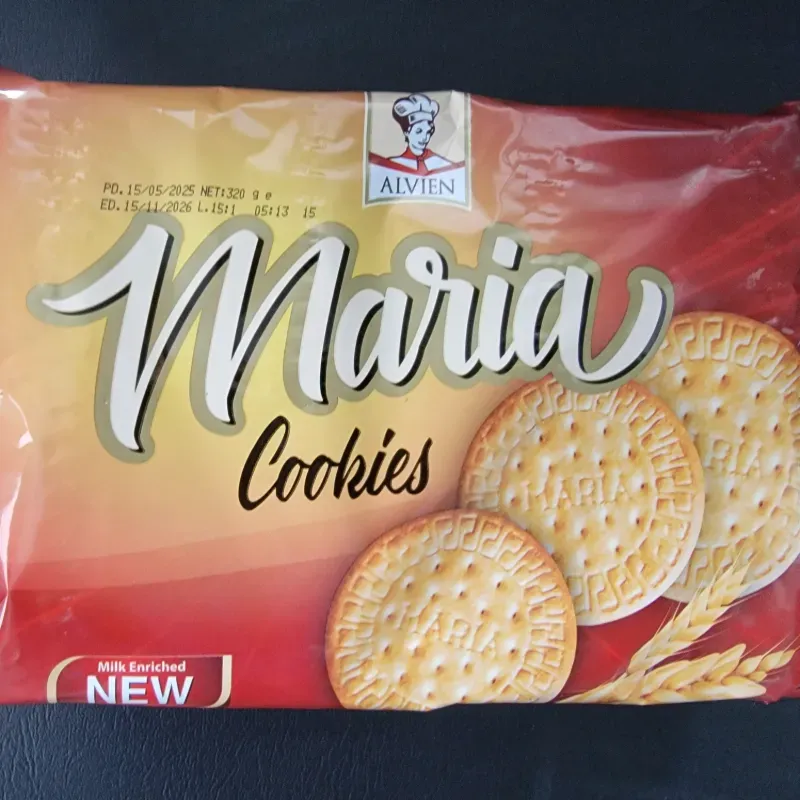 ALVIEN
PD. 15/05/2025 NET:320 g e
ED. 15/11/2026 L.15:1 05:13 15
Maria
Cookies
RIA
MARIA
MARIA
Milk Enriched
NEW